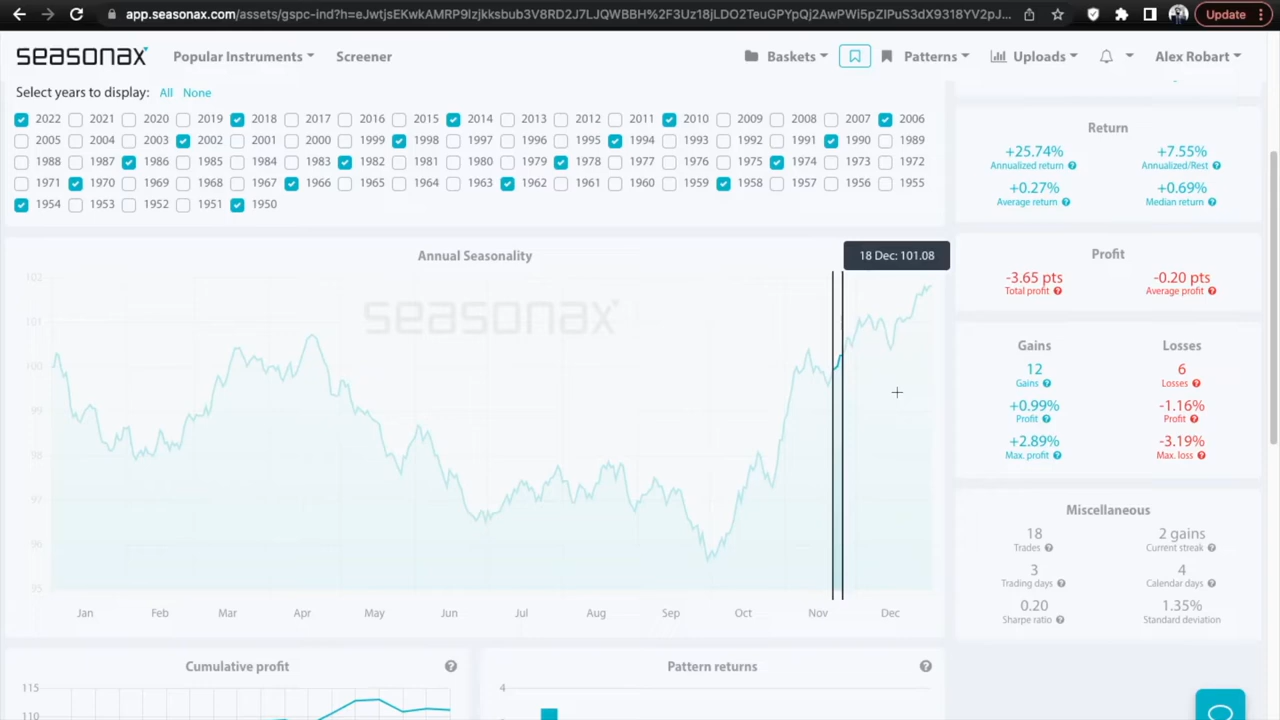 app.seasonax.com/assets/gspc-ind?h=eJwtjsEKwkAMRP9Izjkksbub3V8RD2J7LJQWBBH%2F3Uz18jLDO2TeuGPYpQj2AwPWi5pZIPuS3dX9318YV2vpJ...
Update
seasonax
Popular Instruments
Screener
Baskets
Patterns
Uploads
Alex Robart
Select years to display: All None
2022 2021 2020 2019 2018 2017 2016 2015 2014 2013 2012 2011 2010 2009 2008 2007 2006
2005 2004 2003 2002 2001 2000 1999 1998 1997 1996 1995 1994 1993 1992 1991 1990 1989
1988 1987 1986 1985 1984 1983 1982 1981 1980 1979 1978 1977 1976 1975 1974 1973 1972
1971 1970 1969 1968 1967 1966 1965 1964 1963 1962 1961 1960 1959 1958 1957 1956 1955
1954 1953 1952 1951 1950
Annual Seasonality
18 Dec: 101.08
seasonax
102
101
100
99
98
97
96
95
Jan Feb Mar Apr May Jun Jul Aug Sep Oct Nov Dec
Return
+25.74% +7.55%
Annualized return Annualized/Rest
+0.27% +0.69%
Average return Median return
Profit
-3.65 pts -0.20 pts
Total profit Average profit
Gains Losses
12 6
Gains Losses
+0.99% -1.16%
Profit Profit
+2.89% -3.19%
Max. profit Max. loss
Miscellaneous
18 2 gains
Trades Current streak
3 4
Trading days Calendar days
0.20 1.35%
Sharpe ratio Standard deviation
Cumulative profit
115
110
Pattern returns
4